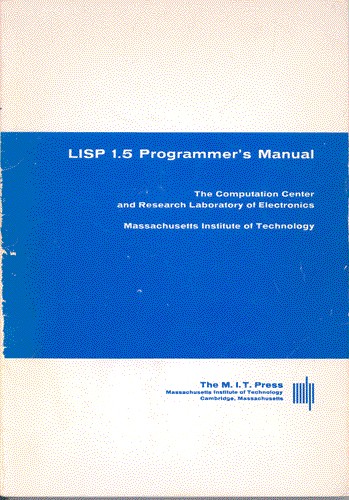 LISP 1.5 Programmer's Manual
The Computation Center
and Research Laboratory of Electronics
Massachusetts Institute of Technology
The M. I. T. Press
Massachusetts Institute of Technology
Cambridge, Massachusetts